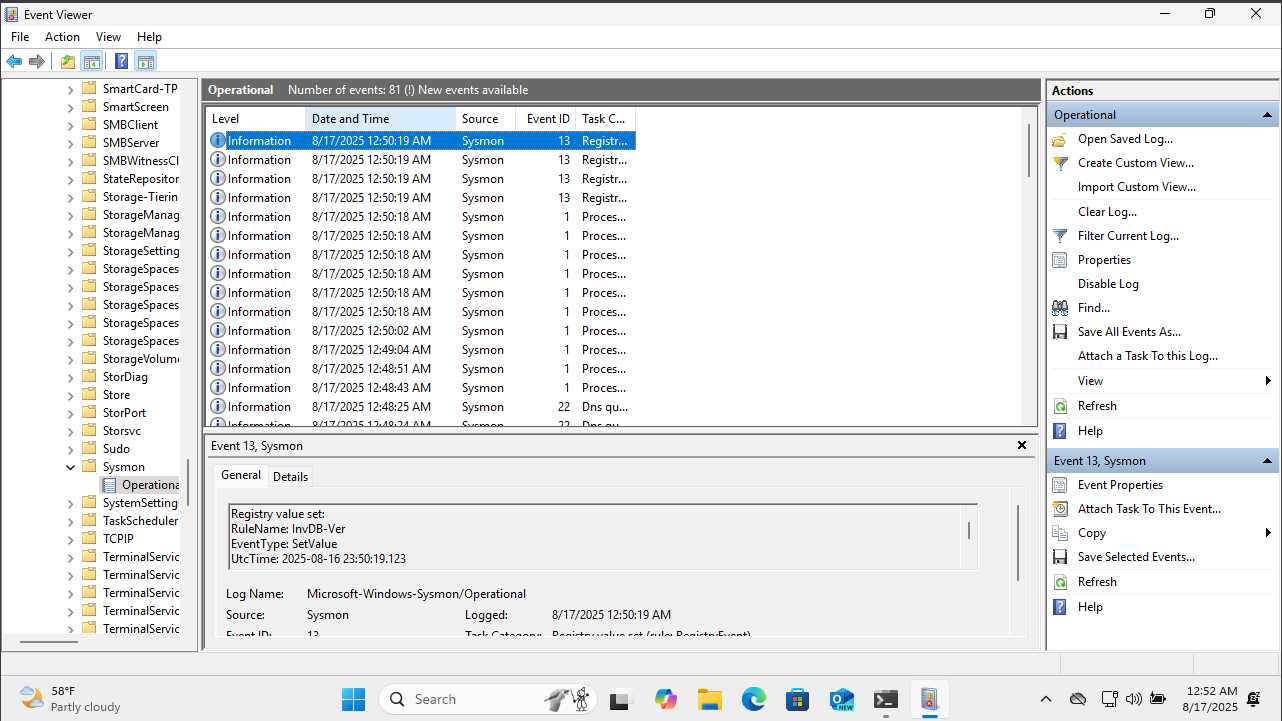 Event Viewer
File Action View Help
SmartCard-TP
SmartScreen
SMBClient
SMBServer
SMBWitnessCl
StateRepositor
Storage-Tierin
StorageManag
StorageManag
StorageSetting
StorageSpaces
StorageSpaces
StorageSpaces
StorageSpaces
StorageSpaces
StorageVolum
StorDiag
Store
StorPort
Storsvc
Sudo
Sysmon
Operationa
SystemSetting
TaskScheduler
TCPIP
TerminalServic
TerminalServic
TerminalServic
TerminalServic
TerminalServic
Operational Number of events: 81 (!) New events available
Level Date and Time Source Event ID Task C...
Information 8/17/2025 12:50:19 AM Sysmon 13 Registr...
Information 8/17/2025 12:50:19 AM Sysmon 13 Registr...
Information 8/17/2025 12:50:19 AM Sysmon 13 Registr...
Information 8/17/2025 12:50:19 AM Sysmon 13 Registr...
Information 8/17/2025 12:50:18 AM Sysmon 1 Proces...
Information 8/17/2025 12:50:18 AM Sysmon 1 Proces...
Information 8/17/2025 12:50:18 AM Sysmon 1 Proces...
Information 8/17/2025 12:50:18 AM Sysmon 1 Proces...
Information 8/17/2025 12:50:18 AM Sysmon 1 Proces...
Information 8/17/2025 12:50:18 AM Sysmon 1 Proces...
Information 8/17/2025 12:50:02 AM Sysmon 1 Proces...
Information 8/17/2025 12:49:04 AM Sysmon 1 Proces...
Information 8/17/2025 12:48:51 AM Sysmon 1 Proces...
Information 8/17/2025 12:48:43 AM Sysmon 1 Proces...
Information 8/17/2025 12:48:25 AM Sysmon 22 Dns qu...
Information 8/17/2025 12:48:24 AM Sysmon 22 Dns qu...
Event 13, Sysmon
General Details
Registry value set:
RuleName: InvDB-Ver
EventType: SetValue
UtcTime: 2025-08-16 23:50:19.123
Log Name: Microsoft-Windows-Sysmon/Operational
Source: Sysmon Logged: 8/17/2025 12:50:19 AM
Event ID: 13 Task Category: Registry value set (rule: RegistryEvent)
Actions
Operational
Open Saved Log...
Create Custom View...
Import Custom View...
Clear Log...
Filter Current Log...
Properties
Disable Log
Find...
Save All Events As...
Attach a Task To this Log...
View
Refresh
Help
Event 13, Sysmon
Event Properties
Attach Task To This Event...
Copy
Save Selected Events...
Refresh
Help
58°F
Partly cloudy
Search
NEW
12:52 AM
8/17/2025